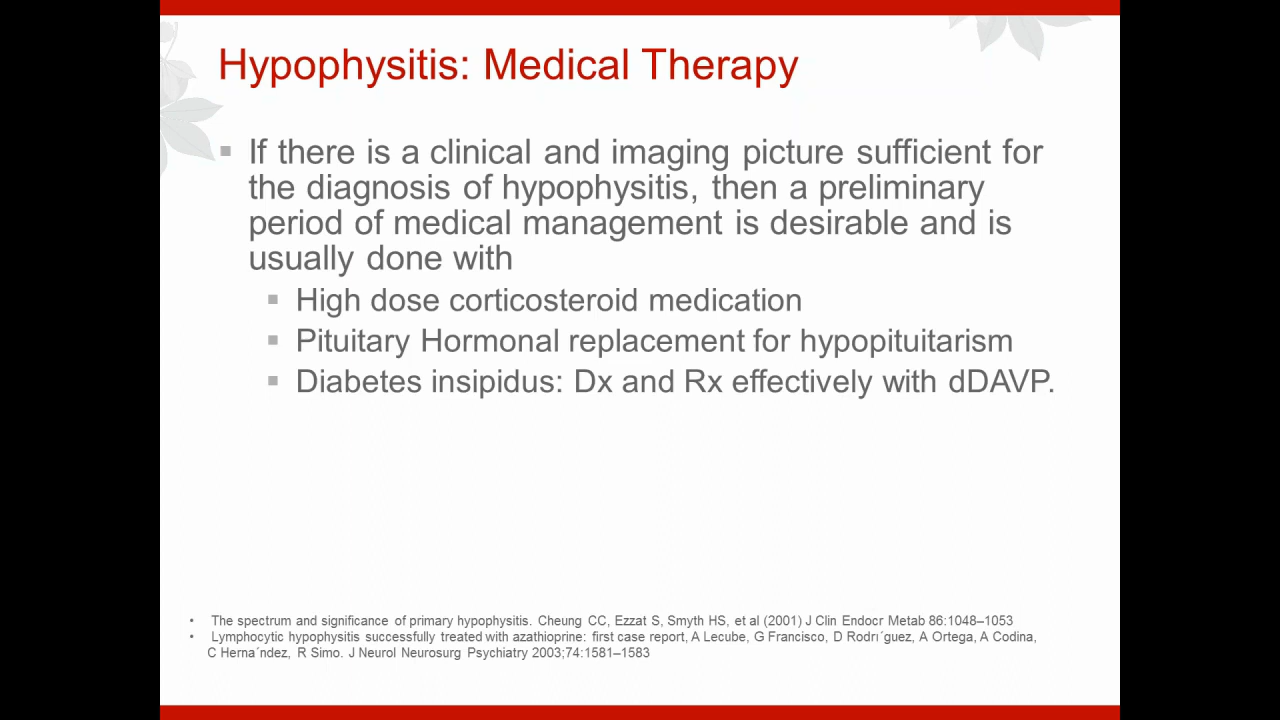 Hypophysitis: Medical Therapy
▪ If there is a clinical and imaging picture sufficient for
the diagnosis of hypophysitis, then a preliminary
period of medical management is desirable and is
usually done with
▪ High dose corticosteroid medication
▪ Pituitary Hormonal replacement for hypopituitarism
▪ Diabetes insipidus: Dx and Rx effectively with dDAVP.
• The spectrum and significance of primary hypophysitis. Cheung CC, Ezzat S, Smyth HS, et al (2001) J Clin Endocr Metab 86:1048–1053
• Lymphocytic hypophysitis successfully treated with azathioprine: first case report, A Lecube, G Francisco, D Rodrı´guez, A Ortega, A Codina,
C Herna´ndez, R Simo. J Neurol Neurosurg Psychiatry 2003;74:1581–1583